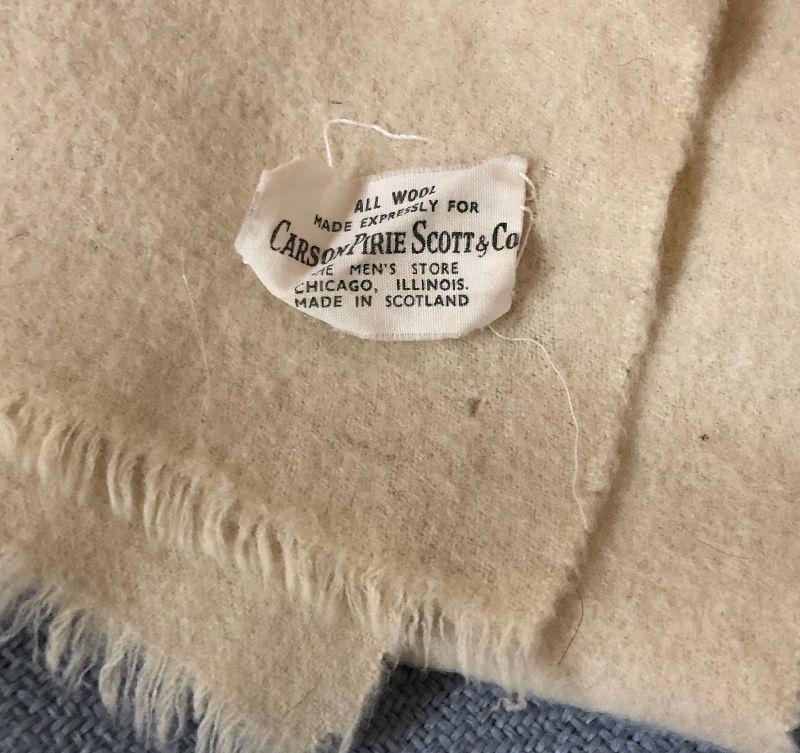 ALL WOOL
MADE EXPRESSLY FOR
CARSON PIRIE SCOTT & Co
THE MEN'S STORE
CHICAGO, ILLINOIS.
MADE IN SCOTLAND